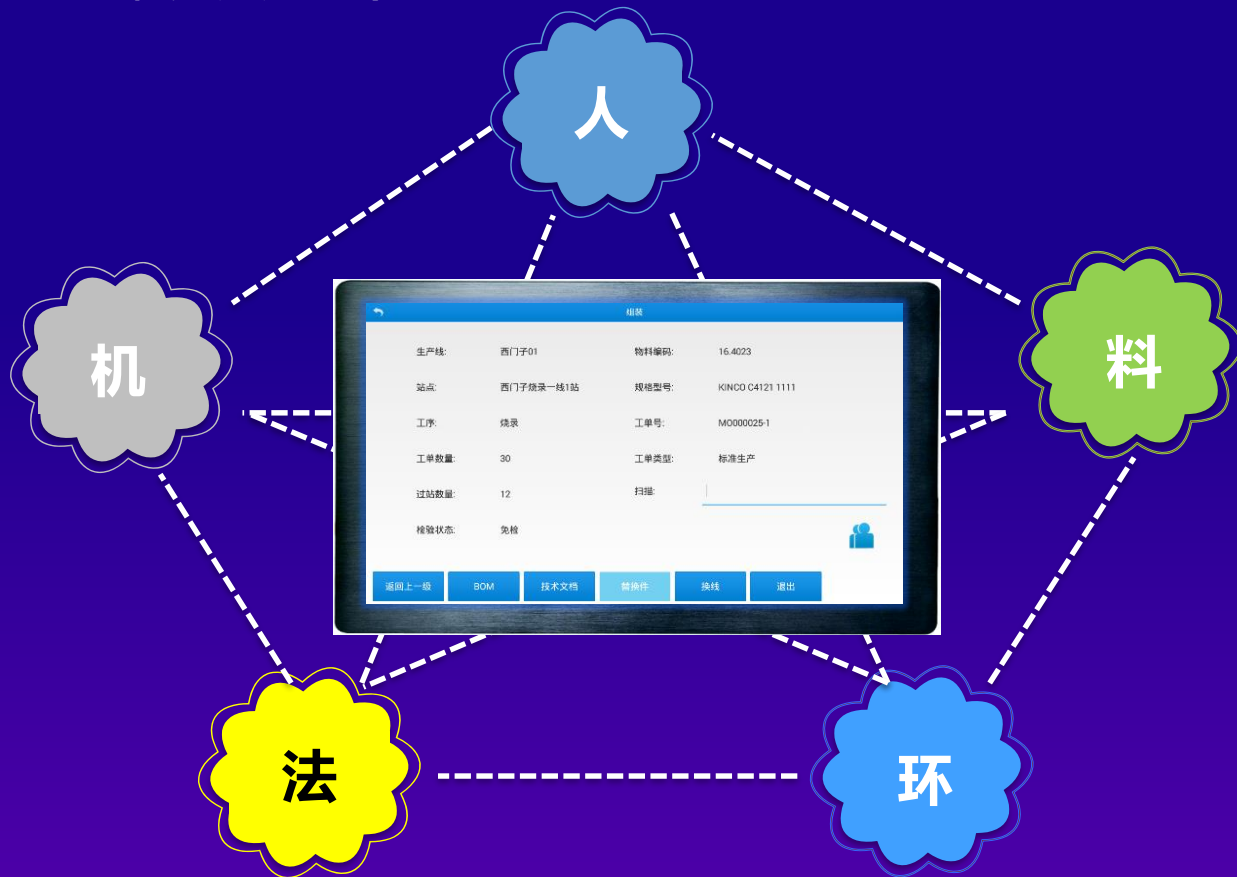 人
机
料
组装
生产线: 西门子01 物料编码: 16.4023
站点: 西门子烧录一线1站 规格型号: KINCO C4121 1111
工序: 烧录 工单号: MO000025-1
工单数量: 30 工单类型: 标准生产
过站数量: 12 扫描:
检验状态: 免检
返回上一级 BOM 技术文档 替换件 换线 退出
法
环